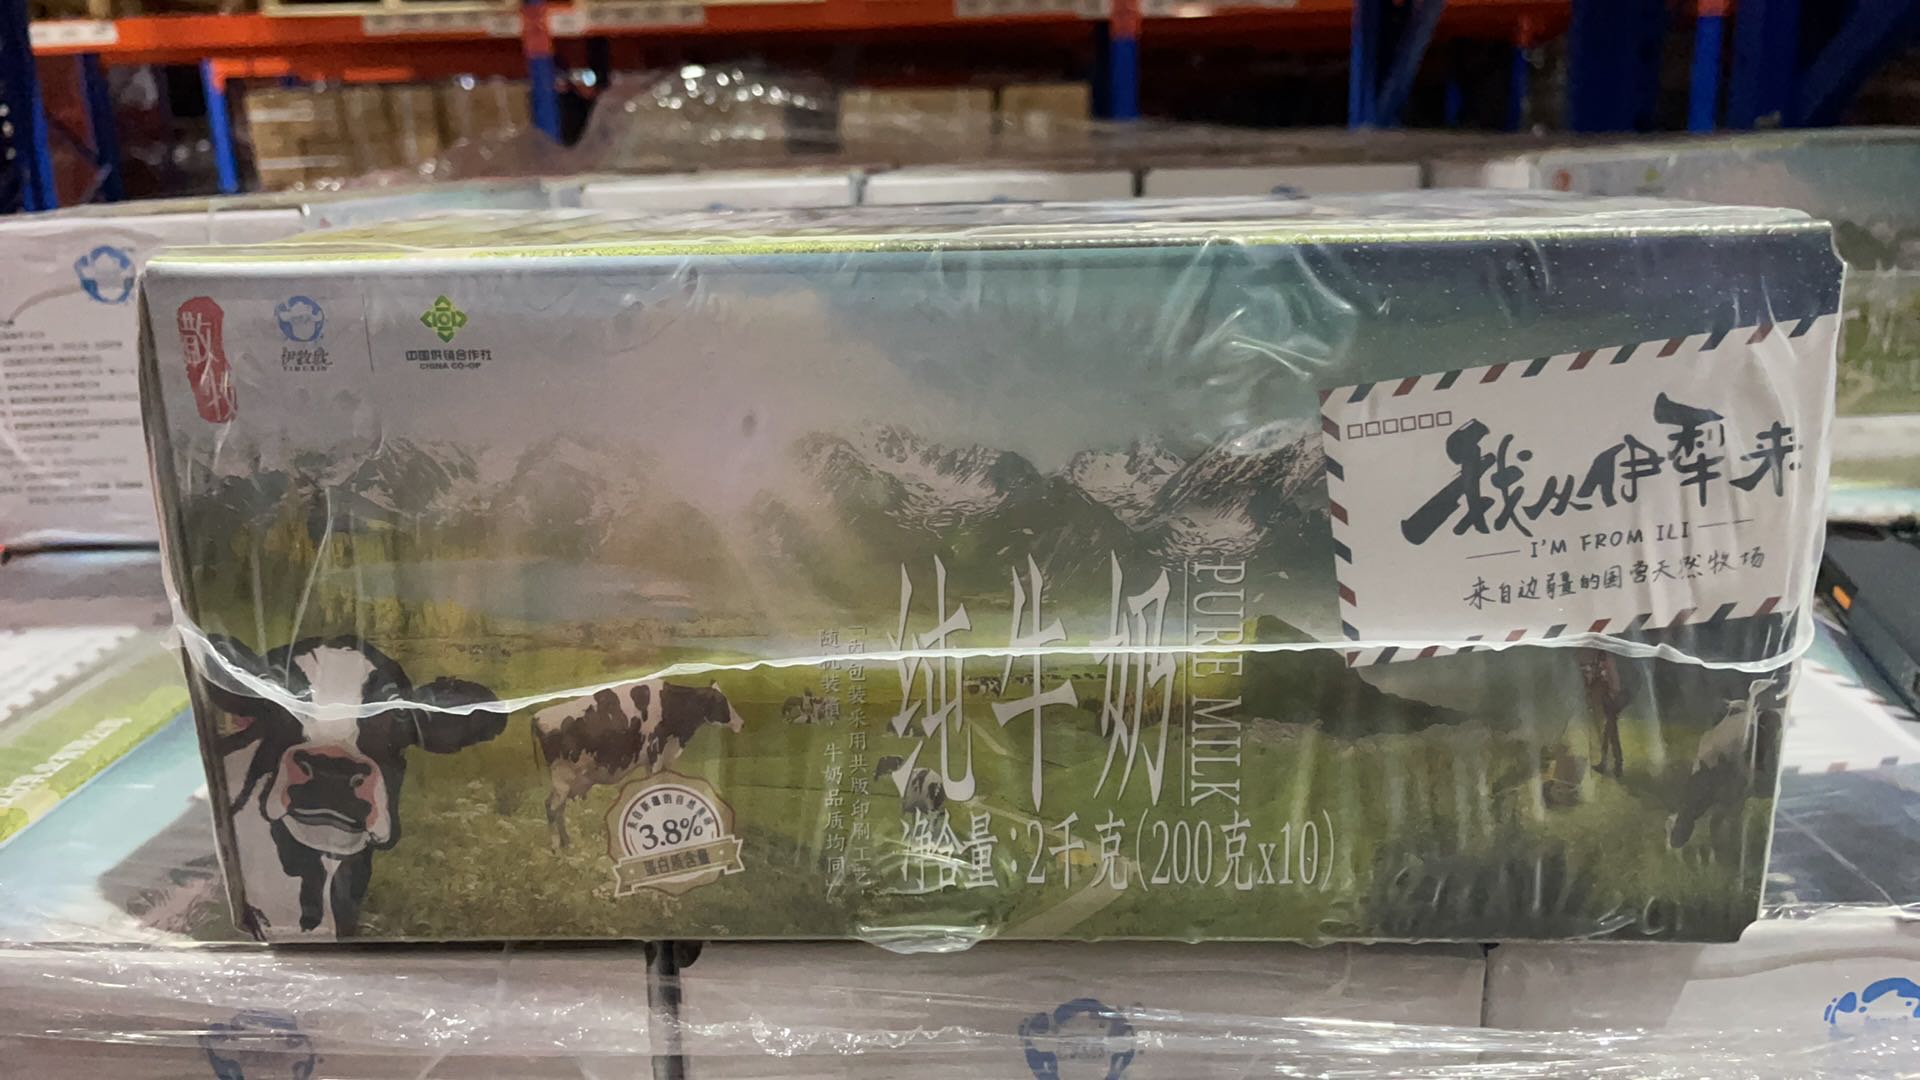 散牧
伊牧欣
YIMUXIN
中国供销合作社
CHINA CO-OP
我从伊犁来
I'M FROM ILI
来自边疆的国营天然牧场
纯牛奶
PURE MILK
「内包装采用共版印刷工艺
随机装箱，牛奶品质均同」
3.8%
蛋白质含量
净含量：2千克(200克x10)